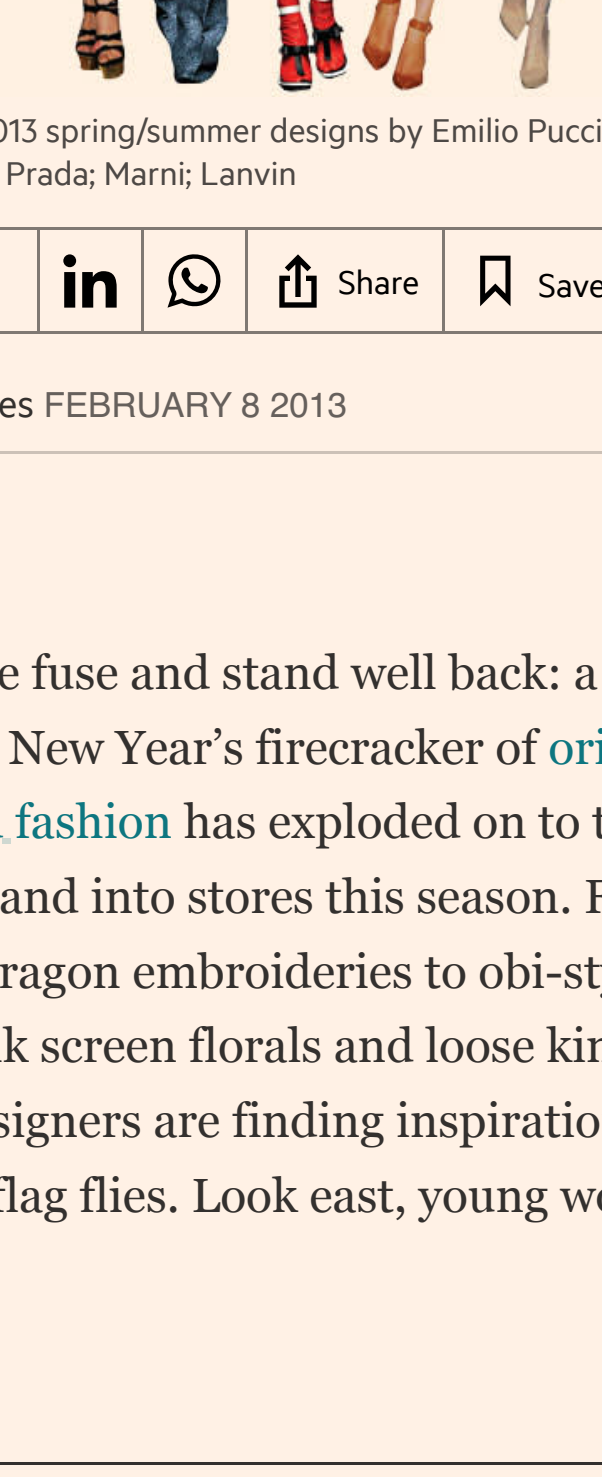 013 spring/summer designs by Emilio Pucci
Prada; Marni; Lanvin
in Share Save
es FEBRUARY 8 2013
e fuse and stand well back: a
New Year’s firecracker of ori
fashion has exploded on to t
and into stores this season. F
ragon embroideries to obi-sty
k screen florals and loose kin
signers are finding inspiratio
flag flies. Look east, young wo